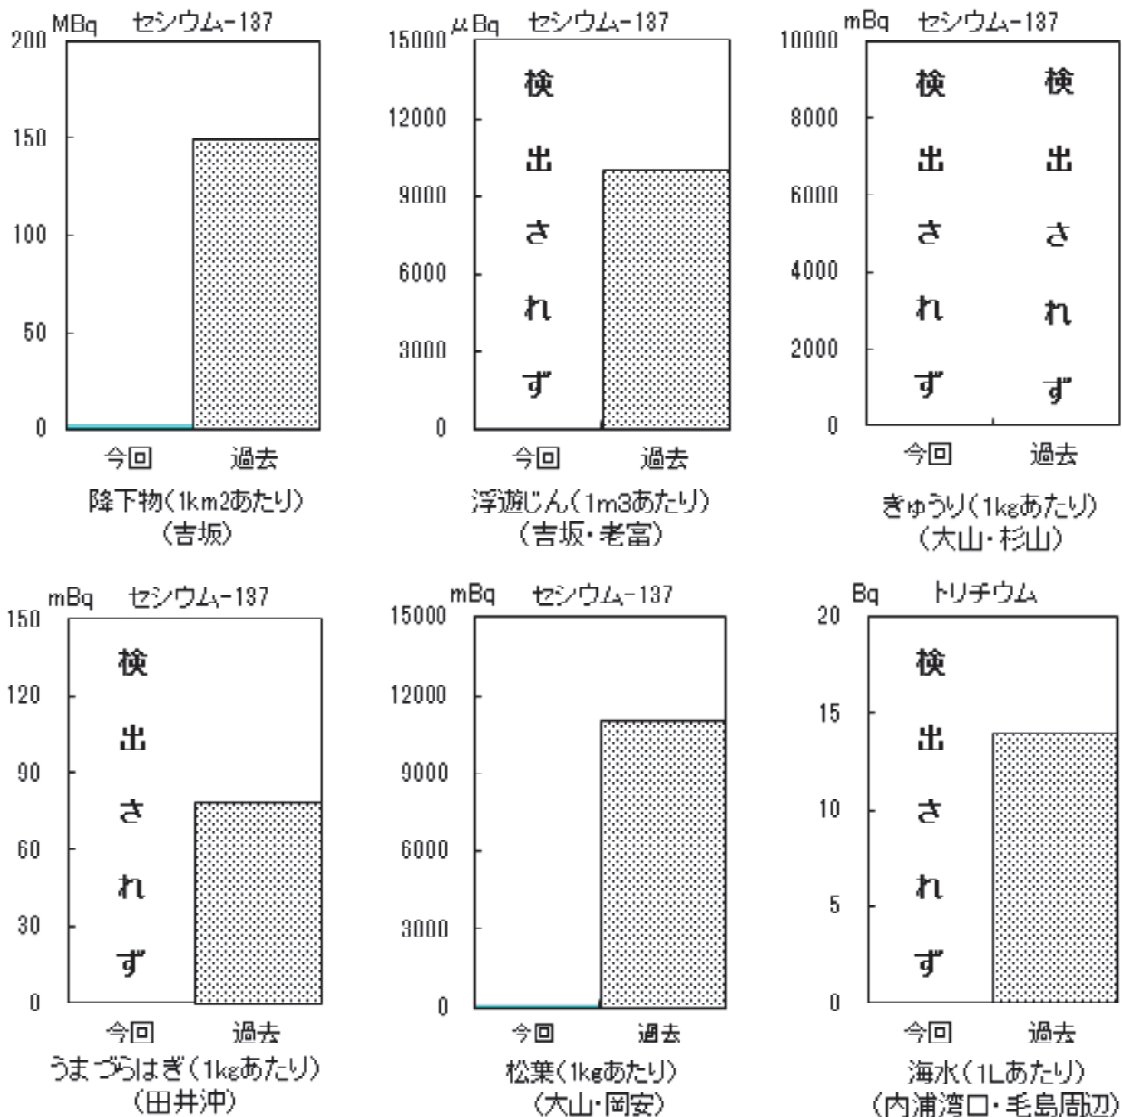 MBq セシウム-137
200
150
100
50
0
今回 過去
降下物(1km2あたり)
(吉坂)
μBq セシウム-137
15000
12000
9000
6000
3000
0
検出されず
今回 過去
浮遊じん(1m3あたり)
(吉坂・老富)
mBq セシウム-137
10000
8000
6000
4000
2000
0
検出されず
検出されず
今回 過去
きゅうり(1kgあたり)
(大山・杉山)
mBq セシウム-137
150
120
90
60
30
0
検出されず
今回 過去
うまづらはぎ(1kgあたり)
(田井沖)
mBq セシウム-137
15000
12000
9000
6000
3000
0
今回 過去
松葉(1kgあたり)
(大山・岡安)
Bq トリチウム
20
15
10
5
0
検出されず
今回 過去
海水(1Lあたり)
(内浦湾口・毛島周辺)